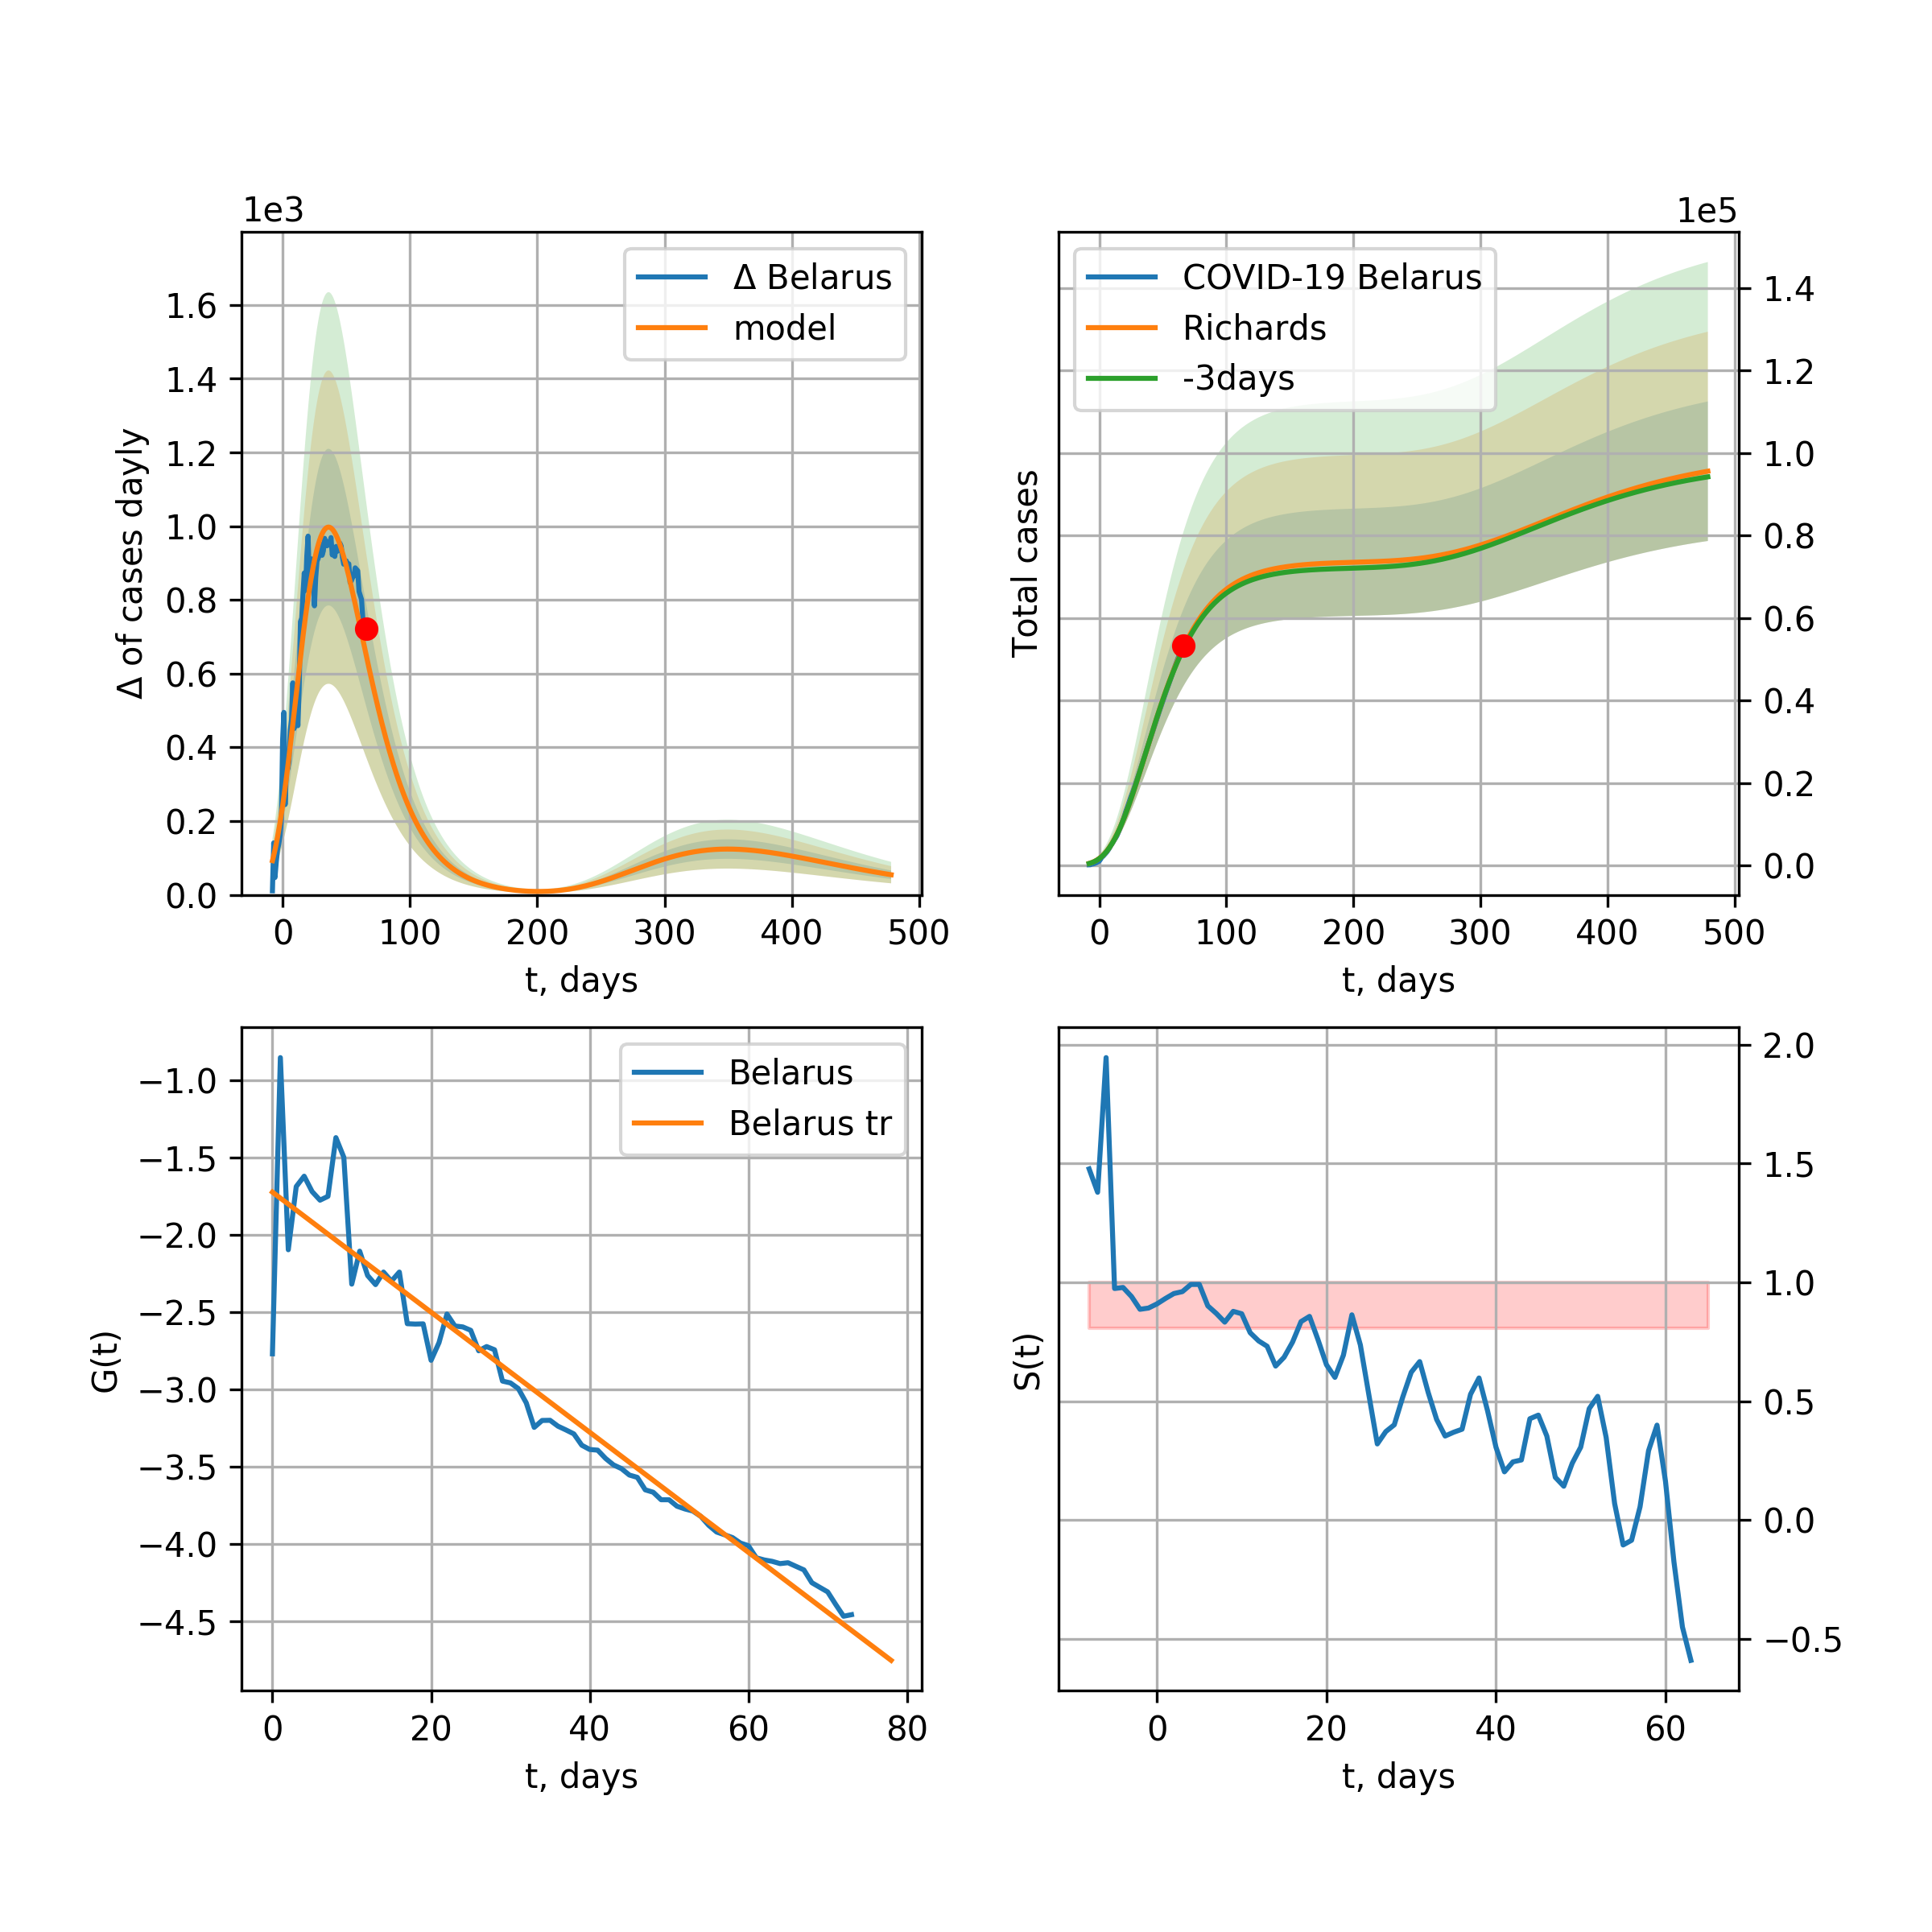 1e3
Δ Belarus
model
Δ of cases dayly
1.6
1.4
1.2
1.0
0.8
0.6
0.4
0.2
0.0
0 100 200 300 400 500
t, days
1e5
COVID-19 Belarus
Richards
-3days
Total cases
1.4
1.2
1.0
0.8
0.6
0.4
0.2
0.0
0 100 200 300 400 500
t, days
Belarus
Belarus tr
G(t)
−1.0
−1.5
−2.0
−2.5
−3.0
−3.5
−4.0
−4.5
0 20 40 60 80
t, days
S(t)
2.0
1.5
1.0
0.5
0.0
−0.5
0 20 40 60
t, days